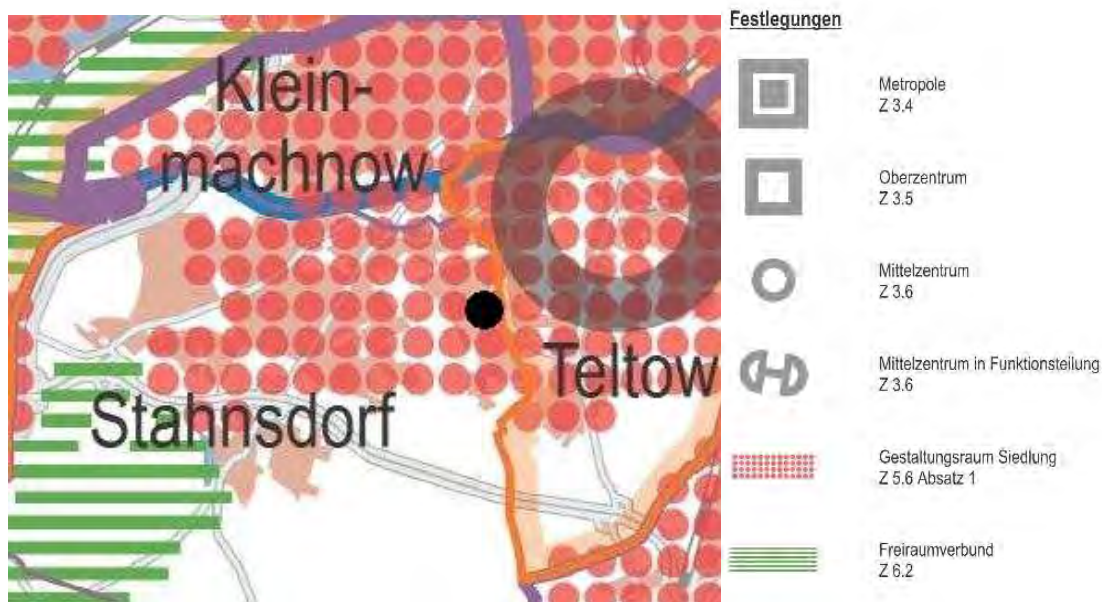 Klein-
machnow
Teltow
Stahnsdorf
Festlegungen
Metropole
Z 3.4
Oberzentrum
Z 3.5
Mittelzentrum
Z 3.6
Mittelzentrum in Funktionsteilung
Z 3.6
Gestaltungsraum Siedlung
Z 5.6 Absatz 1
Freiraumverbund
Z 6.2